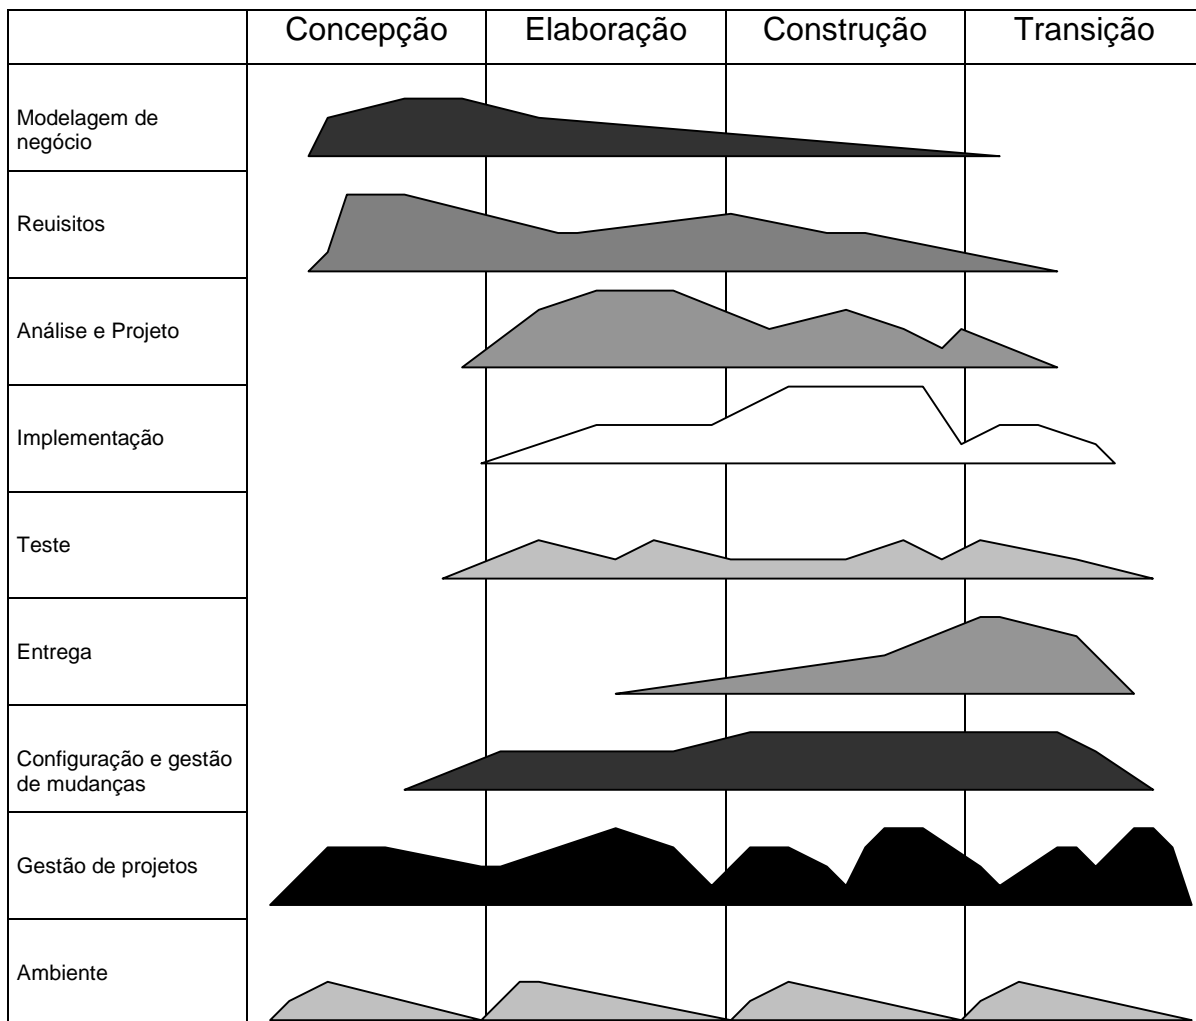 Concepção Elaboração Construção Transição
Modelagem de
negócio
Reuisitos
Análise e Projeto
Implementação
Teste
Entrega
Configuração e gestão
de mudanças
Gestão de projetos
Ambiente